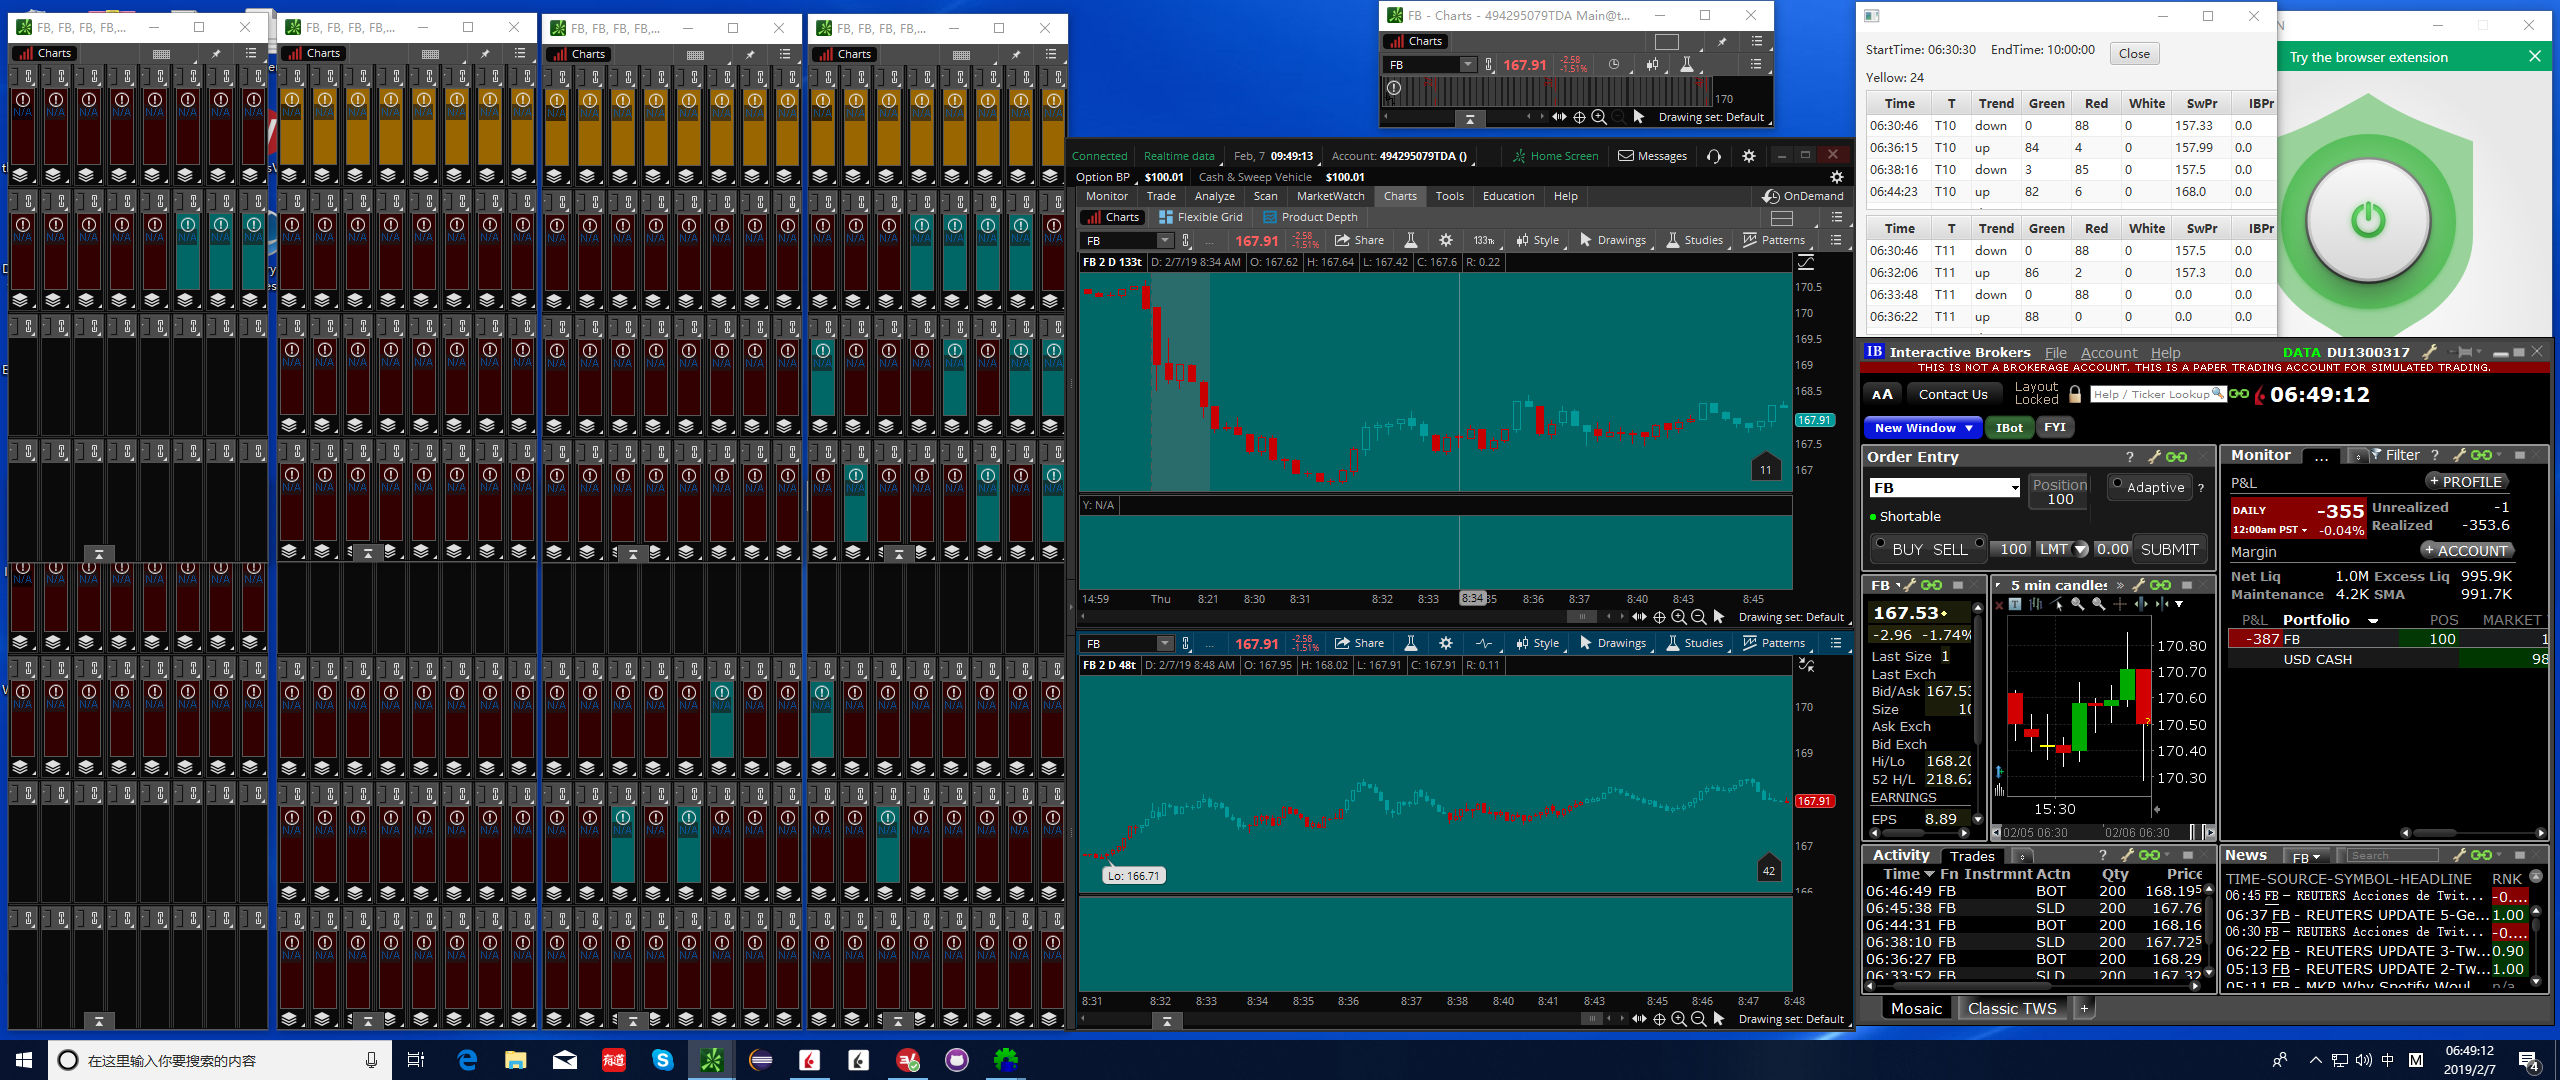 FB, FB, FB, FB,...
Charts
FB, FB, FB, FB,...
Charts
FB, FB, FB, FB,...
Charts
FB, FB, FB, FB,...
Charts
FB - Charts - 494295079TDA Main@t...
Charts
FB 167.91 -2.58 -1.51%
170
Drawing set: Default
Connected Realtime data Feb, 7 09:49:13 Account: 494295079TDA () Home Screen Messages
Option BP $100.01 Cash & Sweep Vehicle $100.01
Monitor Trade Analyze Scan MarketWatch Charts Tools Education Help OnDemand
Charts Flexible Grid Product Depth
FB ... 167.91 -2.58 -1.51% Share 133Tk Style Drawings Studies Patterns
FB 2 D 133t D: 2/7/19 8:34 AM O: 167.62 H: 167.64 L: 167.42 C: 167.6 R: 0.22
170.5
170
169.5
169
168.5
167.91
167.5
167
11
Y: N/A
14:59 Thu 8:21 8:30 8:31 8:32 8:33 8:34 8:36 8:37 8:40 8:43 8:45
Drawing set: Default
FB ... 167.91 -2.58 -1.51% Share Style Drawings Studies Patterns
FB 2 D 48t D: 2/7/19 8:48 AM O: 167.95 H: 168.02 L: 167.91 C: 167.91 R: 0.11
170
169
167.91
167
Lo: 166.71
42
166
8:31 8:32 8:33 8:34 8:35 8:36 8:37 8:38 8:40 8:41 8:43 8:45 8:46 8:47 8:48
Drawing set: Default
StartTime: 06:30:30 EndTime: 10:00:00 Close
Yellow: 24
Time T Trend Green Red White SwPr IBPr
06:30:46 T10 down 0 88 0 157.33 0.0
06:36:15 T10 up 84 4 0 157.99 0.0
06:38:16 T10 down 3 85 0 157.5 0.0
06:44:23 T10 up 82 6 0 168.0 0.0
Time T Trend Green Red White SwPr IBPr
06:30:46 T11 down 0 88 0 157.5 0.0
06:32:06 T11 up 86 2 0 157.3 0.0
06:33:48 T11 down 0 88 0 0.0 0.0
06:36:22 T11 up 88 0 0 0.0 0.0
Try the browser extension
IB Interactive Brokers File Account Help DATA DU1300317
THIS IS NOT A BROKERAGE ACCOUNT. THIS IS A PAPER TRADING ACCOUNT FOR SIMULATED TRADING.
AA Contact Us Layout Locked Help / Ticker Lookup 06:49:12
New Window IBot FYI
Order Entry ?
FB Position 100 Adaptive ?
Shortable
BUY SELL 100 LMT 0.00 SUBMIT
Monitor ... Filter ?
P&L + PROFILE
DAILY -355 Unrealized -1
12:00am PST -0.04% Realized -353.6
Margin + ACCOUNT
Net Liq 1.0M Excess Liq 995.9K
Maintenance 4.2K SMA 991.7K
P&L Portfolio POS MARKET
-387 FB 100 1
USD CASH 98
FB
167.53
-2.96 -1.74%
Last Size 1
Last Exch
Bid/Ask 167.53
Size 10
Ask Exch
Bid Exch
Hi/Lo 168.20
52 H/L 218.62
EARNINGS
EPS 8.89
5 min candles
170.80
170.70
170.60
170.50
170.40
170.30
15:30
02/05 06:30 02/06 06:30
Activity Trades ?
Time Fn Instrmnt Actn Qty Price
06:46:49 FB BOT 200 168.195
06:45:38 FB SLD 200 167.76
06:44:31 FB BOT 200 168.16
06:38:10 FB SLD 200 167.725
06:36:27 FB BOT 200 168.29
06:33:52 FB SLD 200 167.32
News FB Search
TIME-SOURCE-SYMBOL-HEADLINE RNK
06:45 FB – REUTERS Acciones de Twit... -0....
06:37 FB - REUTERS UPDATE 5-Ge... 1.00
06:30 FB – REUTERS Acciones de Twit... -0....
06:22 FB - REUTERS UPDATE 3-Tw... 0.90
05:13 FB - REUTERS UPDATE 2-Tw... 1.00
05:11 FB - MKP Why Spotify Woul... n/a
Mosaic Classic TWS +
在这里输入你要搜索的内容
有道
中 M
06:49:12
2019/2/7
4